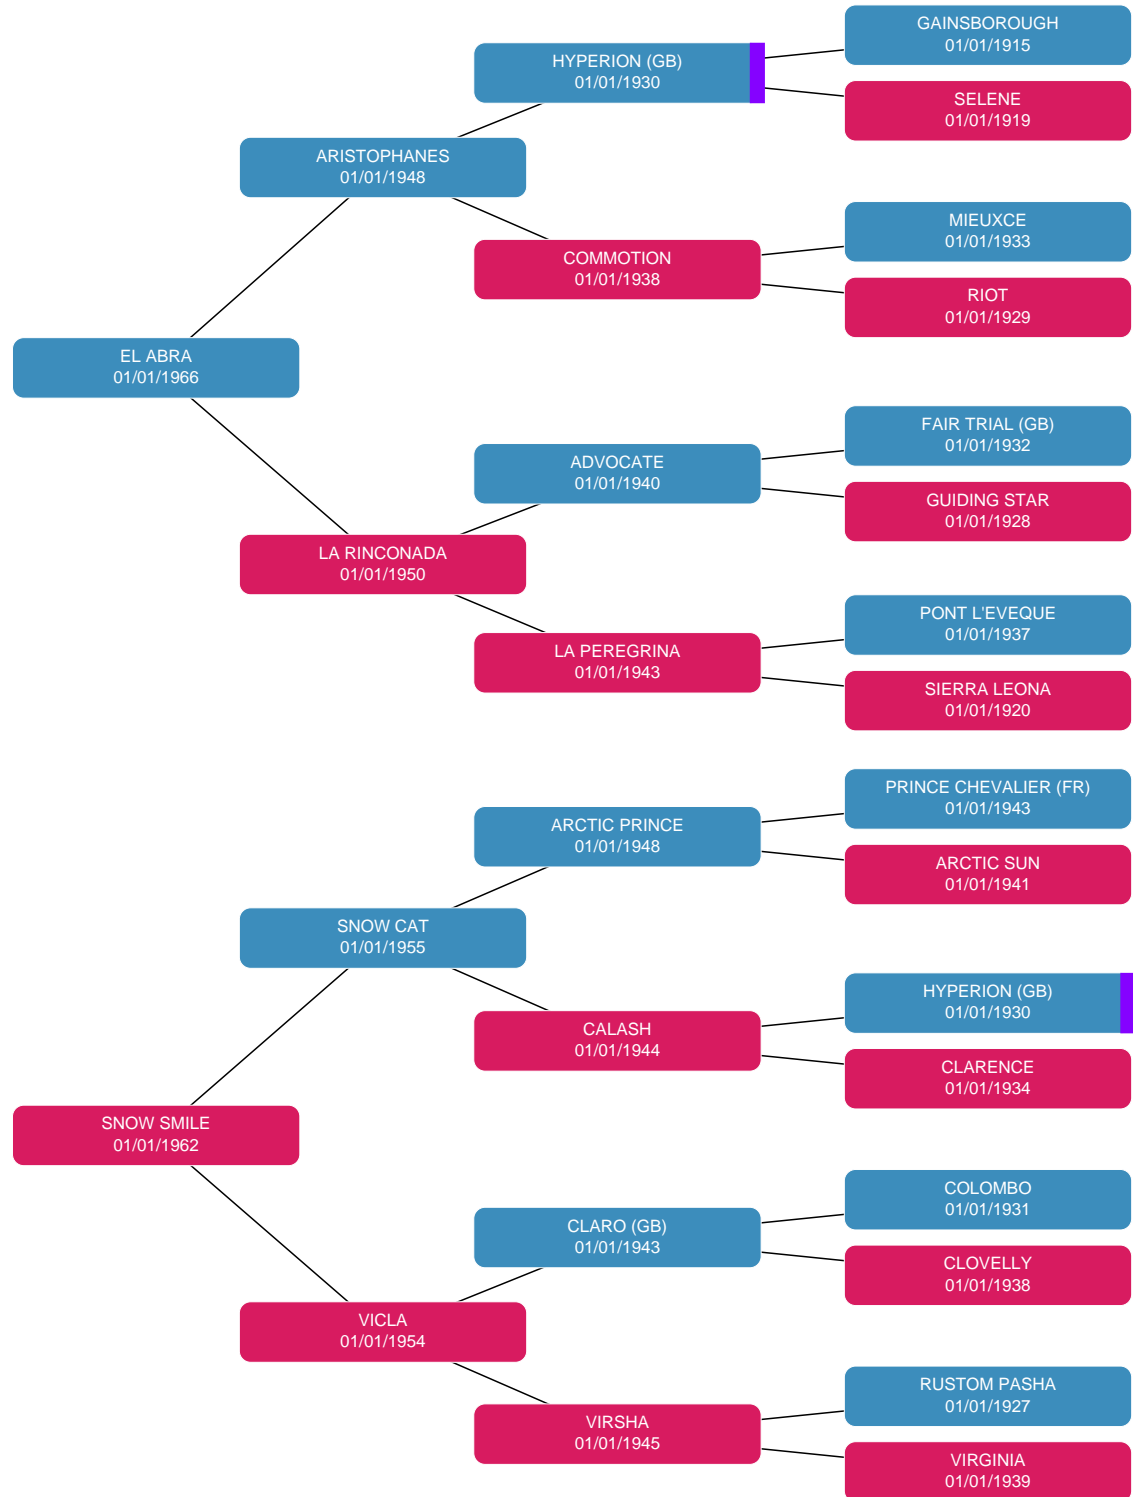 GAINSBOROUGH
01/01/1915
HYPERION (GB)
01/01/1930
SELENE
01/01/1919
ARISTOPHANES
01/01/1948
MIEUXCE
01/01/1933
COMMOTION
01/01/1938
RIOT
01/01/1929
EL ABRA
01/01/1966
FAIR TRIAL (GB)
01/01/1932
ADVOCATE
01/01/1940
GUIDING STAR
01/01/1928
LA RINCONADA
01/01/1950
PONT L'EVEQUE
01/01/1937
LA PEREGRINA
01/01/1943
SIERRA LEONA
01/01/1920
PRINCE CHEVALIER (FR)
01/01/1943
ARCTIC PRINCE
01/01/1948
ARCTIC SUN
01/01/1941
SNOW CAT
01/01/1955
HYPERION (GB)
01/01/1930
CALASH
01/01/1944
CLARENCE
01/01/1934
SNOW SMILE
01/01/1962
COLOMBO
01/01/1931
CLARO (GB)
01/01/1943
CLOVELLY
01/01/1938
VICLA
01/01/1954
RUSTOM PASHA
01/01/1927
VIRSHA
01/01/1945
VIRGINIA
01/01/1939